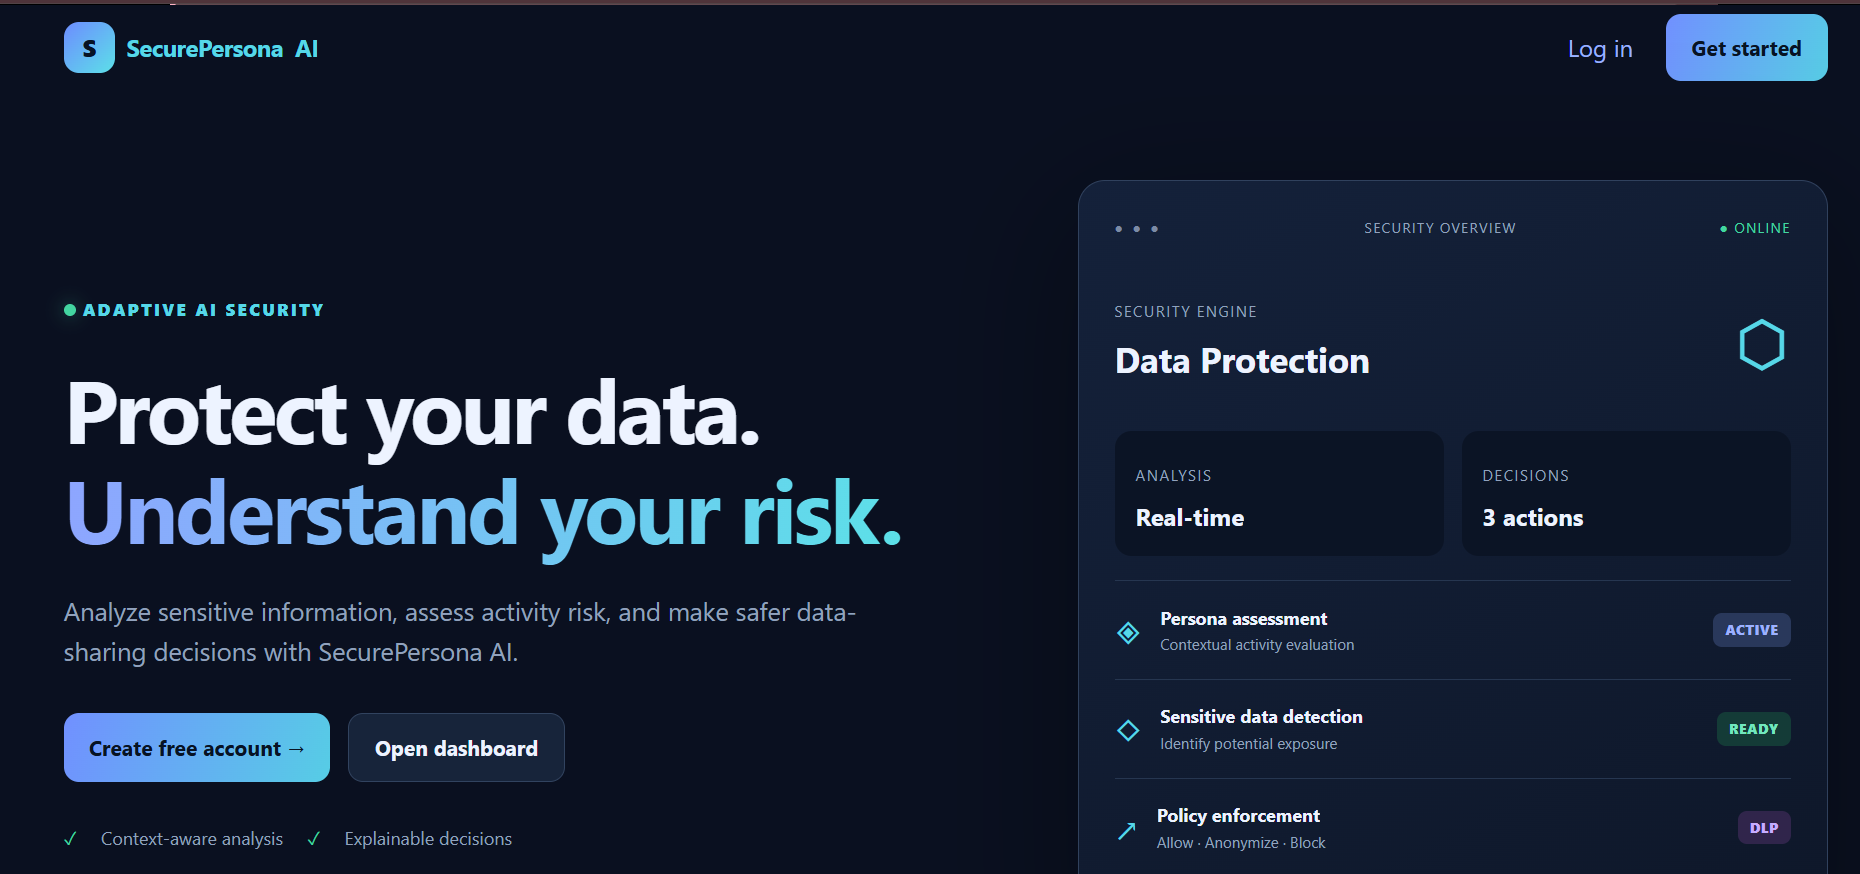 S SecurePersona AI
Log in
Get started
ADAPTIVE AI SECURITY
Protect your data.
Understand your risk.
Analyze sensitive information, assess activity risk, and make safer data-
sharing decisions with SecurePersona AI.
Create free account →
Open dashboard
✓ Context-aware analysis ✓ Explainable decisions
SECURITY OVERVIEW
● ONLINE
SECURITY ENGINE
Data Protection
ANALYSIS
Real-time
DECISIONS
3 actions
Persona assessment
Contextual activity evaluation
ACTIVE
Sensitive data detection
Identify potential exposure
READY
Policy enforcement
Allow · Anonymize · Block
DLP